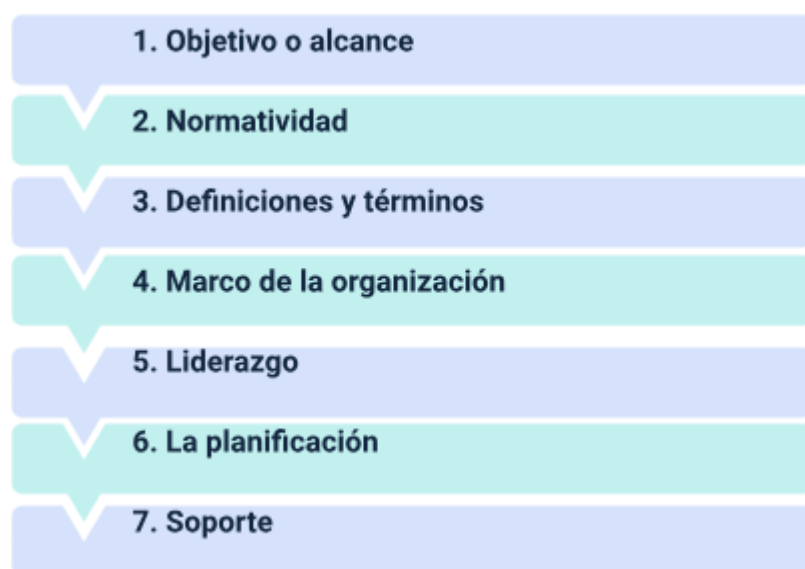 1. Objetivo o alcance
2. Normatividad
3. Definiciones y términos
4. Marco de la organización
5. Liderazgo
6. La planificación
7. Soporte